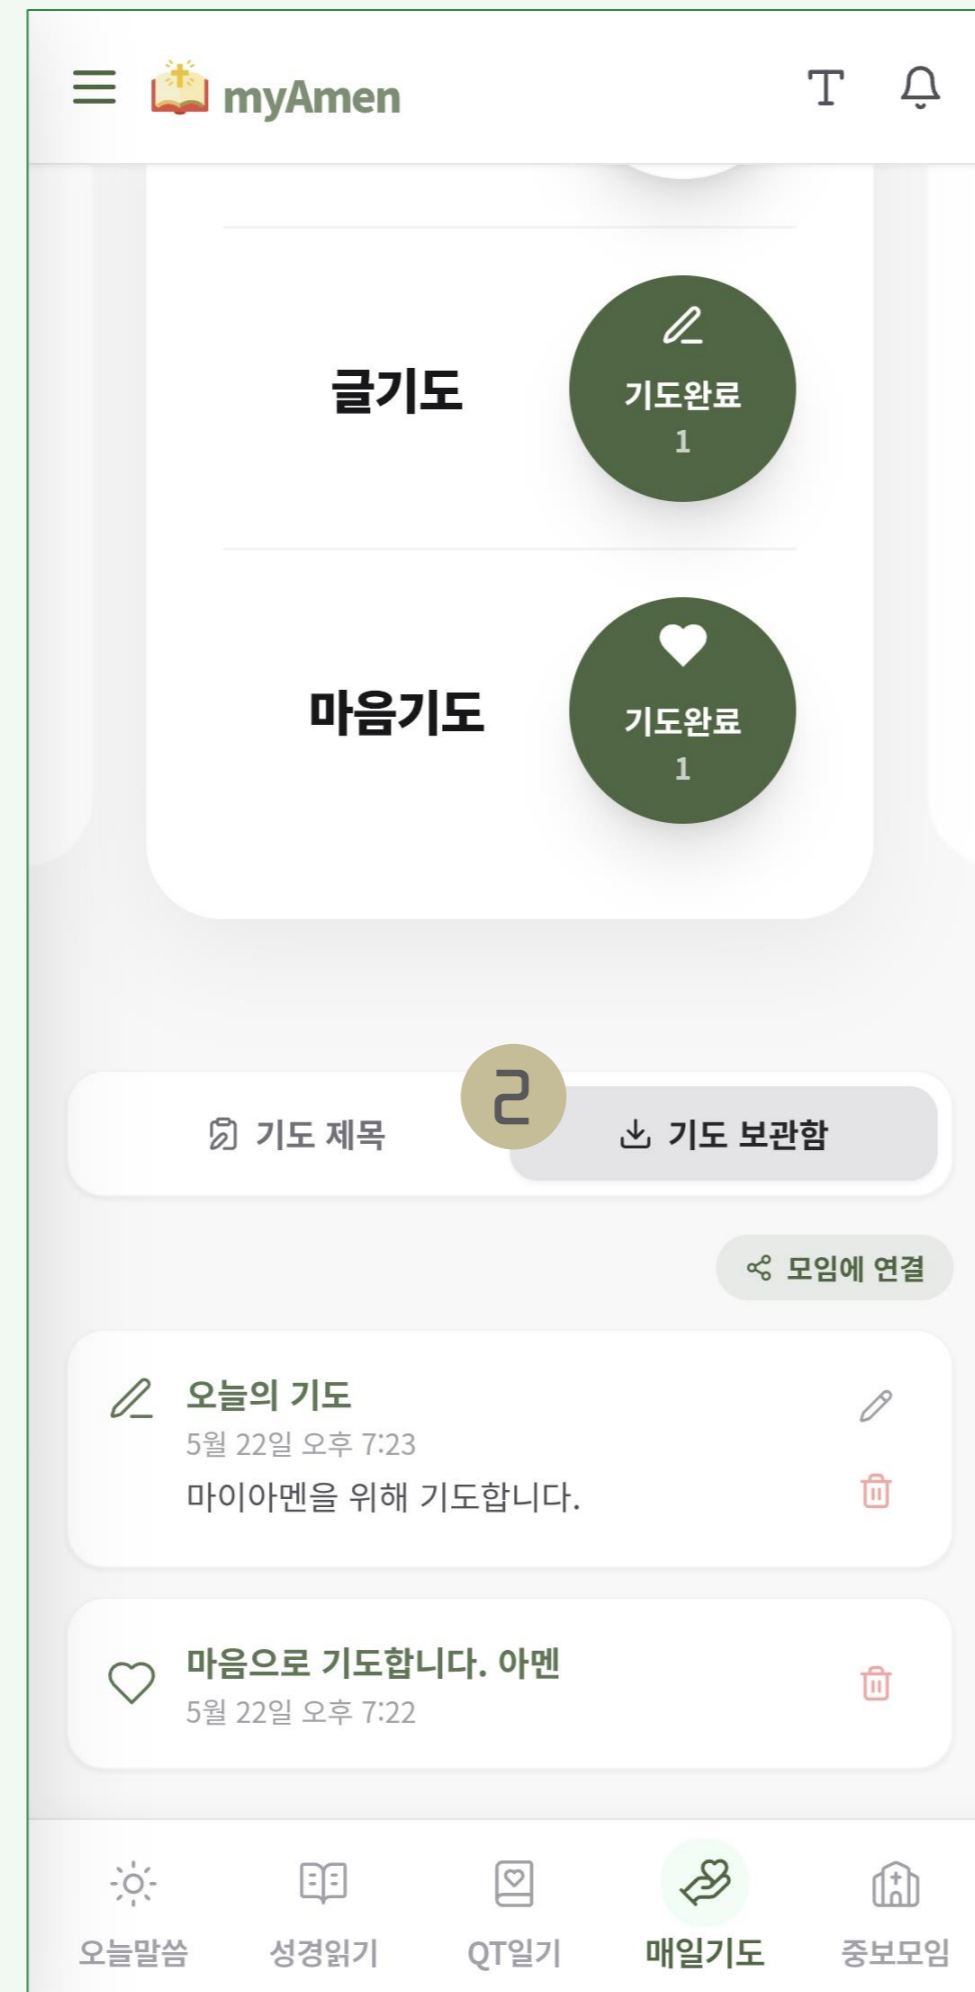 myAmen
글기도
기도완료
1
마음기도
기도완료
1
2
기도 제목
기도 보관함
모임에 연결
오늘의 기도
5월 22일 오후 7:23
마이아멘을 위해 기도합니다.
마음으로 기도합니다. 아멘
5월 22일 오후 7:22
오늘말씀
성경읽기
QT일기
매일기도
중보모임